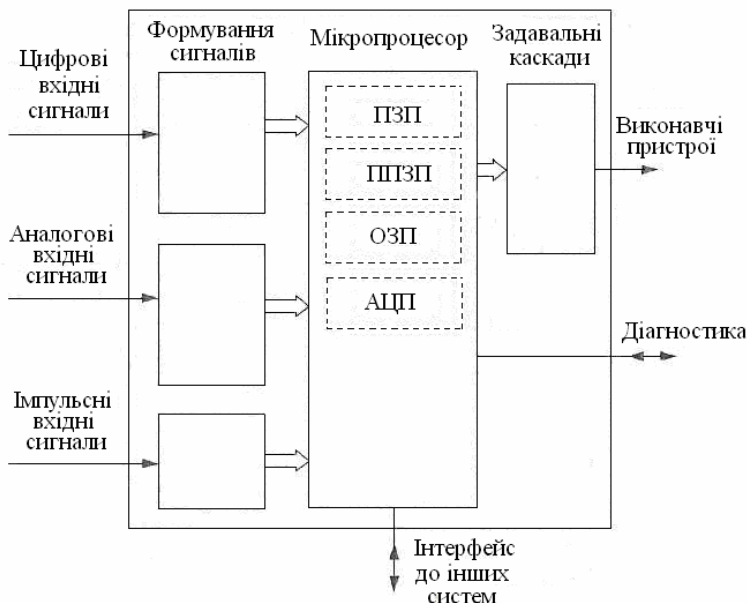 Формування
сигналів
Мікропроцесор
Задавальні
каскади
Цифрові
вхідні
сигнали
ПЗП
ППЗП
ОЗП
АЦП
Виконавчі
пристрої
Аналогові
вхідні
сигнали
Діагностика
Імпульсні
вхідні
сигнали
Інтерфейс
до інших
систем